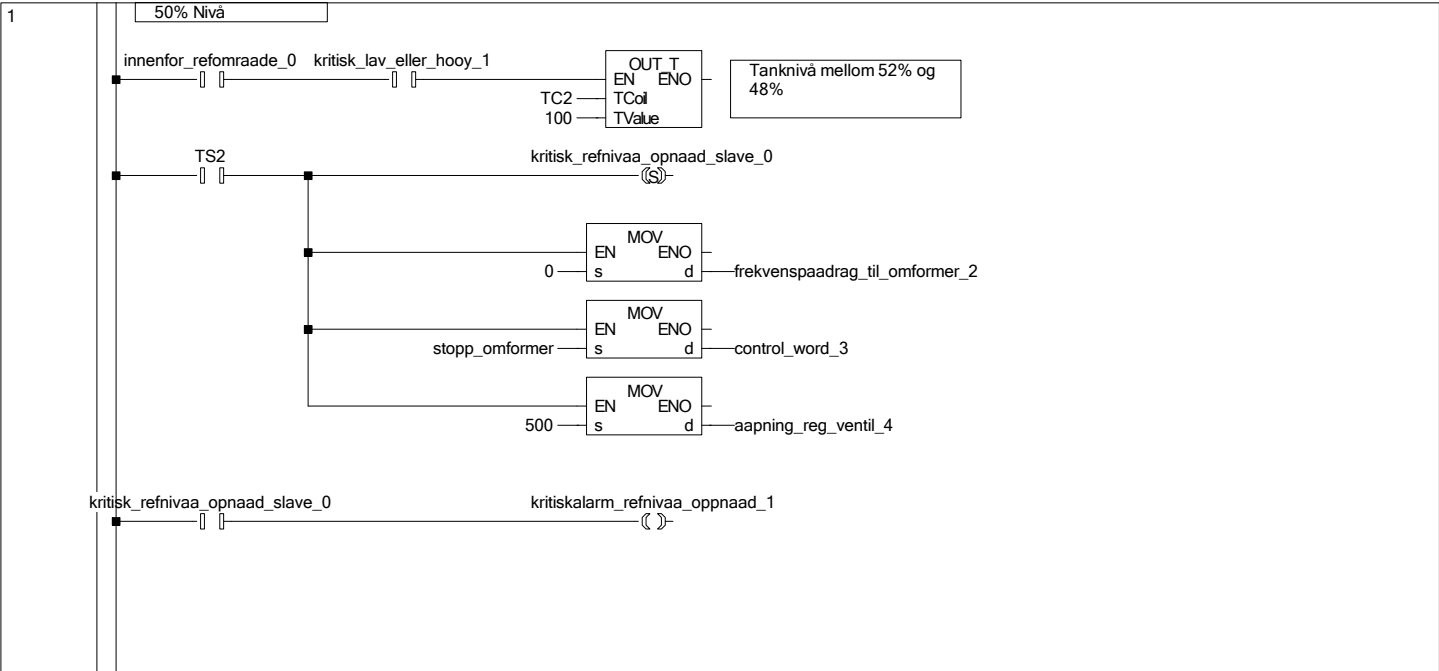 1
50% Nivå
innenfor_refomraade_0 kritisk_lav_eller_hooy_1
OUT_T
EN ENO
TC2 TCoil
100 TValue
Tanknivå mellom 52% og
48%
TS2 kritisk_refnivaa_opnaad_slave_0
S
MOV
EN ENO
0 s d frekvenspaadrag_til_omformer_2
MOV
EN ENO
stopp_omformer s d control_word_3
MOV
EN ENO
500 s d aapning_reg_ventil_4
kritisk_refnivaa_opnaad_slave_0 kritiskalarm_refnivaa_oppnaad_1